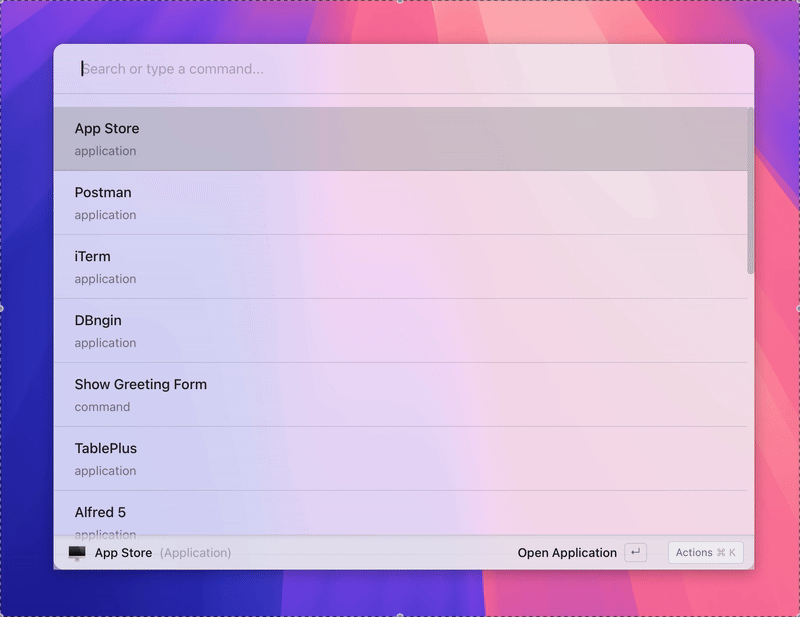 Search or type a command...
App Store
application
Postman
application
iTerm
application
DBngin
application
Show Greeting Form
command
TablePlus
application
Alfred 5
application
App Store (Application) Open Application ↵ Actions ⌘ K